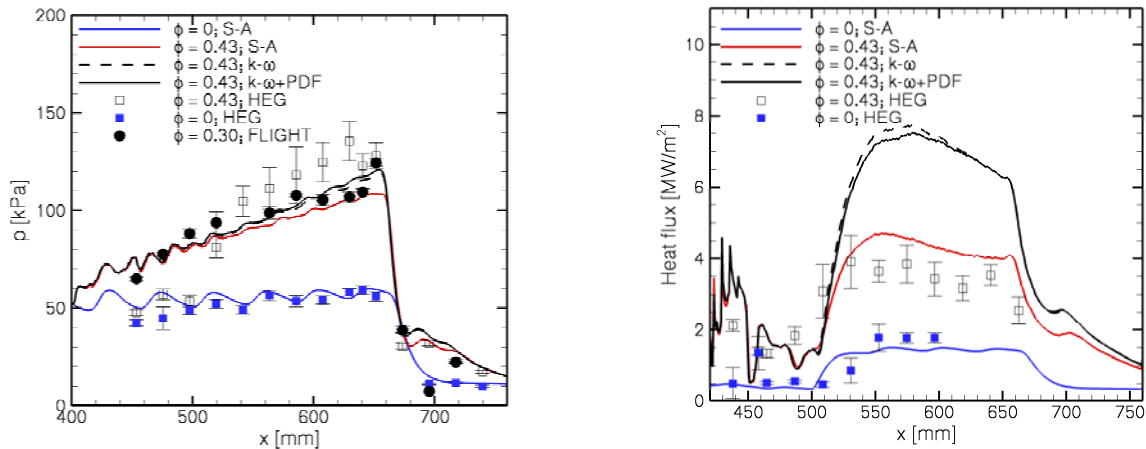 200
150
100
50
0
400
500
600
700
p [kPa]
x [mm]
ϕ = 0; S-A
ϕ = 0.43; S-A
ϕ = 0.43; k-ω
ϕ = 0.43; k-ω+PDF
ϕ = 0.43; HEG
ϕ = 0; HEG
ϕ = 0.30; FLIGHT
10
8
6
4
2
0
450
500
550
600
650
700
750
Heat flux [MW/m²]
x [mm]
ϕ = 0; S-A
ϕ = 0.43; S-A
ϕ = 0.43; k-ω
ϕ = 0.43; k-ω+PDF
ϕ = 0.43; HEG
ϕ = 0; HEG